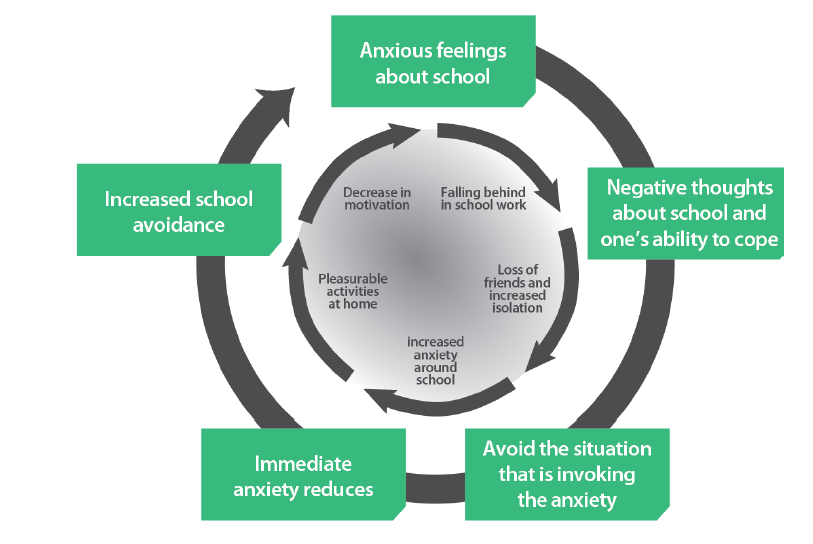 Anxious feelings
about school
Negative thoughts
about school and
one's ability to cope
Avoid the situation
that is invoking
the anxiety
Immediate
anxiety reduces
Increased school
avoidance
Falling behind
in school work
Loss of
friends and
increased
isolation
increased
anxiety
around
school
Pleasurable
activities
at home
Decrease in
motivation